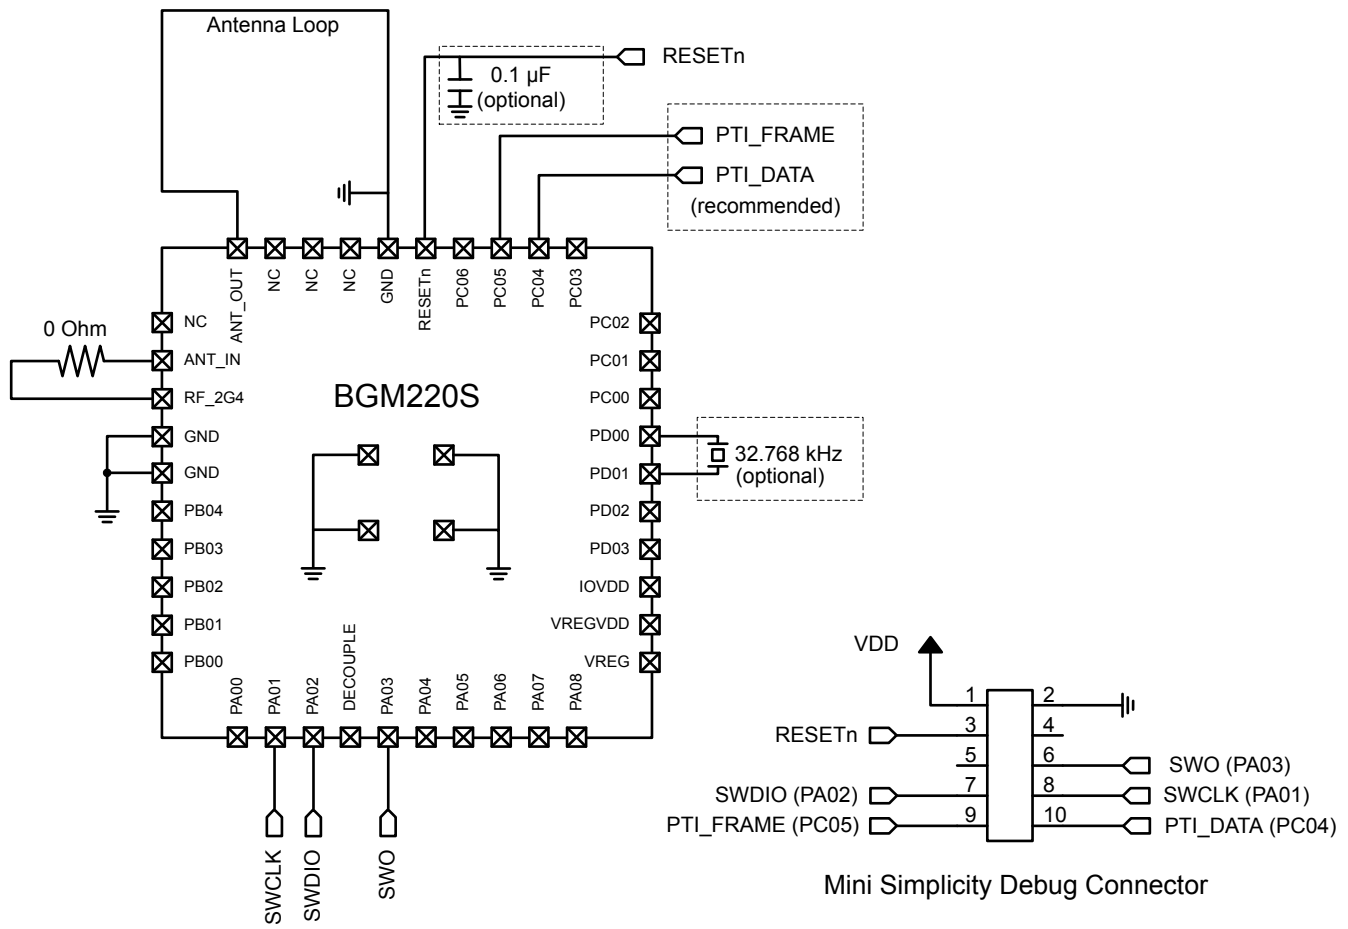 Antenna Loop
0.1 µF
(optional)
RESETn
PTI_FRAME
PTI_DATA
(recommended)
ANT_OUT
NC
NC
NC
GND
RESETn
PC06
PC05
PC04
PC03
0 Ohm
NC
ANT_IN
RF_2G4
GND
GND
PB04
PB03
PB02
PB01
PB00
BGM220S
PC02
PC01
PC00
PD00
PD01
PD02
PD03
IOVDD
VREGVDD
VREG
32.768 kHz
(optional)
PA00
PA01
PA02
DECOUPLE
PA03
PA04
PA05
PA06
PA07
PA08
SWCLK
SWDIO
SWO
VDD
1 2
RESETn 3 4
5 6 SWO (PA03)
SWDIO (PA02) 7 8 SWCLK (PA01)
PTI_FRAME (PC05) 9 10 PTI_DATA (PC04)
Mini Simplicity Debug Connector